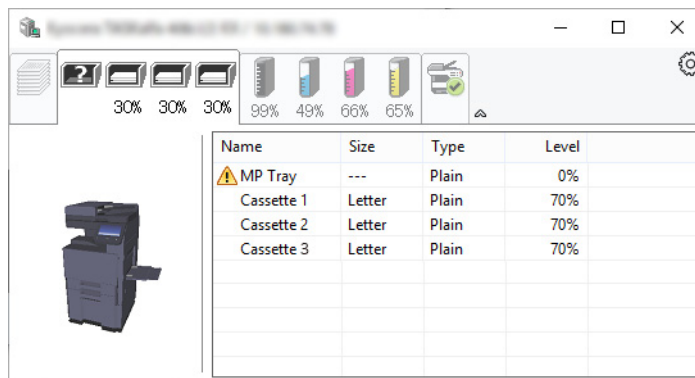 ?
30% 30% 30% 99% 49% 66% 65%
Name Size Type Level
MP Tray --- Plain 0%
Cassette 1 Letter Plain 70%
Cassette 2 Letter Plain 70%
Cassette 3 Letter Plain 70%